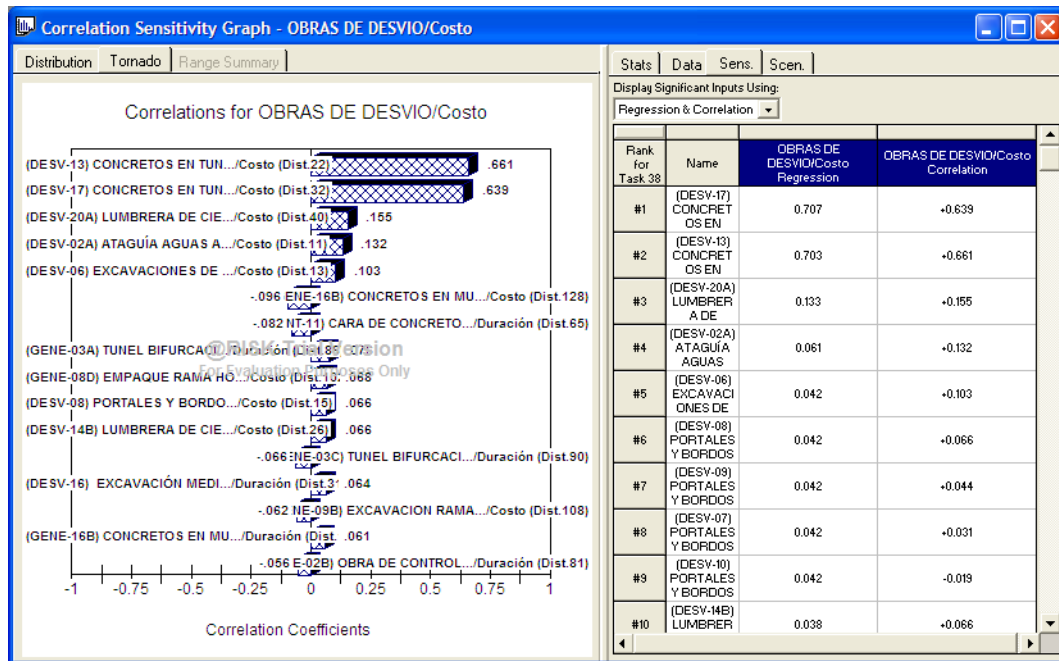 Correlation Sensitivity Graph - OBRAS DE DESVIO/Costo
Distribution Tornado Range Summary
Correlations for OBRAS DE DESVIO/Costo
(DESV-13) CONCRETOS EN TUN.../Costo (Dist.22) .661
(DESV-17) CONCRETOS EN TUN.../Costo (Dist.32) .639
(DESV-20A) LUMBRERA DE CIE.../Costo (Dist.40) .155
(DESV-02A) ATAGUÍA AGUAS A.../Costo (Dist.11) .132
(DESV-06) EXCAVACIONES DE .../Costo (Dist.13) .103
-.096 ENE-16B) CONCRETOS EN MU.../Costo (Dist.128)
-.082 NT-11) CARA DE CONCRETO.../Duración (Dist.65)
(GENE-03A) TUNEL BIFURCACI.../Duración (Dist.
@RISK Trial Version
For Evaluation Purposes Only
(GENE-08D) EMPAQUE RAMA HO.../Costo (Dist. .068
(DESV-08) PORTALES Y BORDO.../Costo (Dist.15) .066
(DESV-14B) LUMBRERA DE CIE.../Costo (Dist.26) .066
-.066 ENE-03C) TUNEL BIFURCACI.../Duración (Dist.90)
(DESV-16) EXCAVACIÓN MEDI.../Duración (Dist. .064
-.062 NE-09B) EXCAVACION RAMA.../Costo (Dist.108)
(GENE-16B) CONCRETOS EN MU.../Duración (Dist. .061
-.056 E-02B) OBRA DE CONTROL.../Duración (Dist.81)
-1 -0.75 -0.5 -0.25 0 0.25 0.5 0.75 1
Correlation Coefficients
Stats Data Sens. Scen.
Display Significant Inputs Using:
Regression & Correlation
Rank for Task 38 Name OBRAS DE DESVIO/Costo Regression OBRAS DE DESVIO/Costo Correlation
#1 (DESV-17) CONCRETOS EN 0.707 +0.639
#2 (DESV-13) CONCRETOS EN 0.703 +0.661
#3 (DESV-20A) LUMBRERA DE 0.133 +0.155
#4 (DESV-02A) ATAGUÍA AGUAS 0.061 +0.132
#5 (DESV-06) EXCAVACIONES DE 0.042 +0.103
#6 (DESV-08) PORTALES Y BORDOS 0.042 +0.066
#7 (DESV-09) PORTALES Y BORDOS 0.042 +0.044
#8 (DESV-07) PORTALES Y BORDOS 0.042 +0.031
#9 (DESV-10) PORTALES Y BORDOS 0.042 -0.019
#10 (DESV-14B) LUMBRER 0.038 +0.066